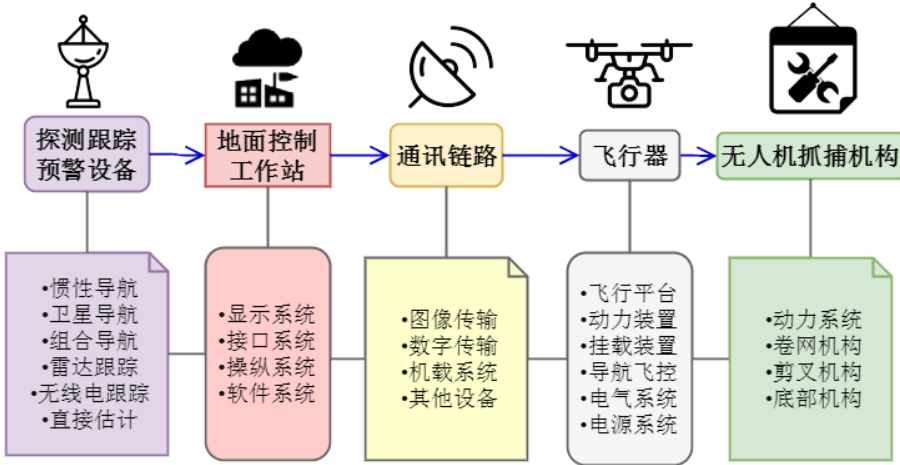 探测跟踪
预警设备
地面控制
工作站
通讯链路
飞行器
无人机抓捕机构
•惯性导航
•卫星导航
•组合导航
•雷达跟踪
•无线电跟踪
•直接估计
•显示系统
•接口系统
•操纵系统
•软件系统
•图像传输
•数字传输
•机载系统
•其他设备
•飞行平台
•动力装置
•挂载装置
•导航飞控
•电气系统
•电源系统
•动力系统
•卷网机构
•剪叉机构
•底部机构